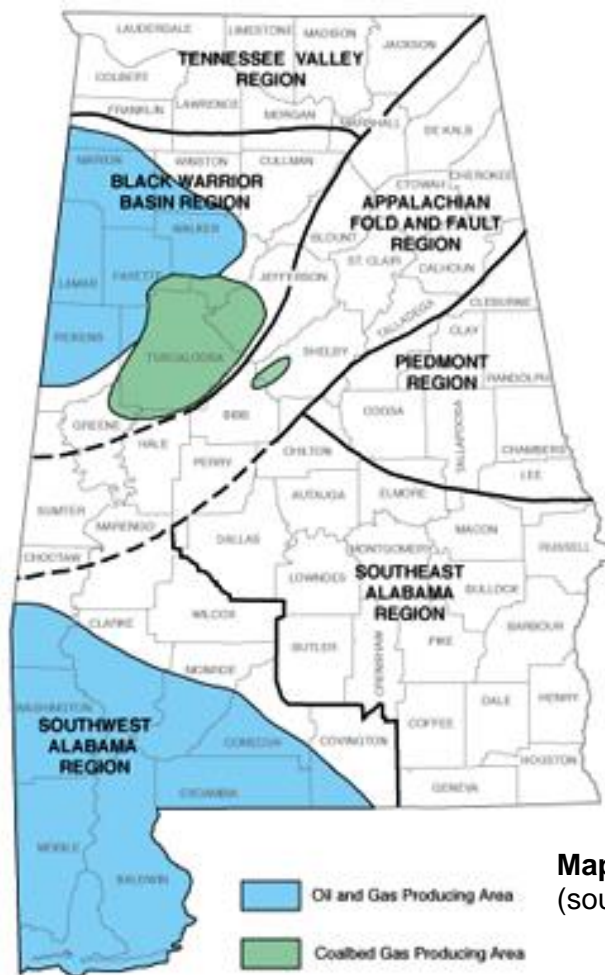 LAUDERDALE
LIMESTONE
MADISON
JACKSON
TENNESSEE VALLEY
REGION
COLBERT
FRANKLIN
LAWRENCE
MORGAN
MARSHALL
DE KALB
MARION
WINSTON
CULLMAN
CHEROKEE
ETOWAH
BLACK WARRIOR
BASIN REGION
APPALACHIAN
FOLD AND FAULT
REGION
WALKER
BLOUNT
ST. CLAIR
CALHOUN
LAMAR
FAYETTE
JEFFERSON
CLEBURNE
TALLADEGA
CLAY
PICKENS
TUSCALOOSA
SHELBY
PIEDMONT
REGION
RANDOLPH
GREENE
HALE
BIBB
COOSA
TALLAPOOSA
CHAMBERS
PERRY
CHILTON
LEE
SUMTER
AUTAUGA
ELMORE
MARENGO
DALLAS
MACON
RUSSELL
MONTGOMERY
CHOCTAW
LOWNDES
SOUTHEAST
ALABAMA
REGION
BULLOCK
CLARKE
WILCOX
BUTLER
CRENSHAW
PIKE
BARBOUR
MONROE
WASHINGTON
DALE
HENRY
SOUTHWEST
ALABAMA
REGION
CONECUH
COVINGTON
COFFEE
HOUSTON
ESCAMBIA
GENEVA
MOBILE
BALDWIN
Oil and Gas Producing Area
Coalbed Gas Producing Area
Map
(sou